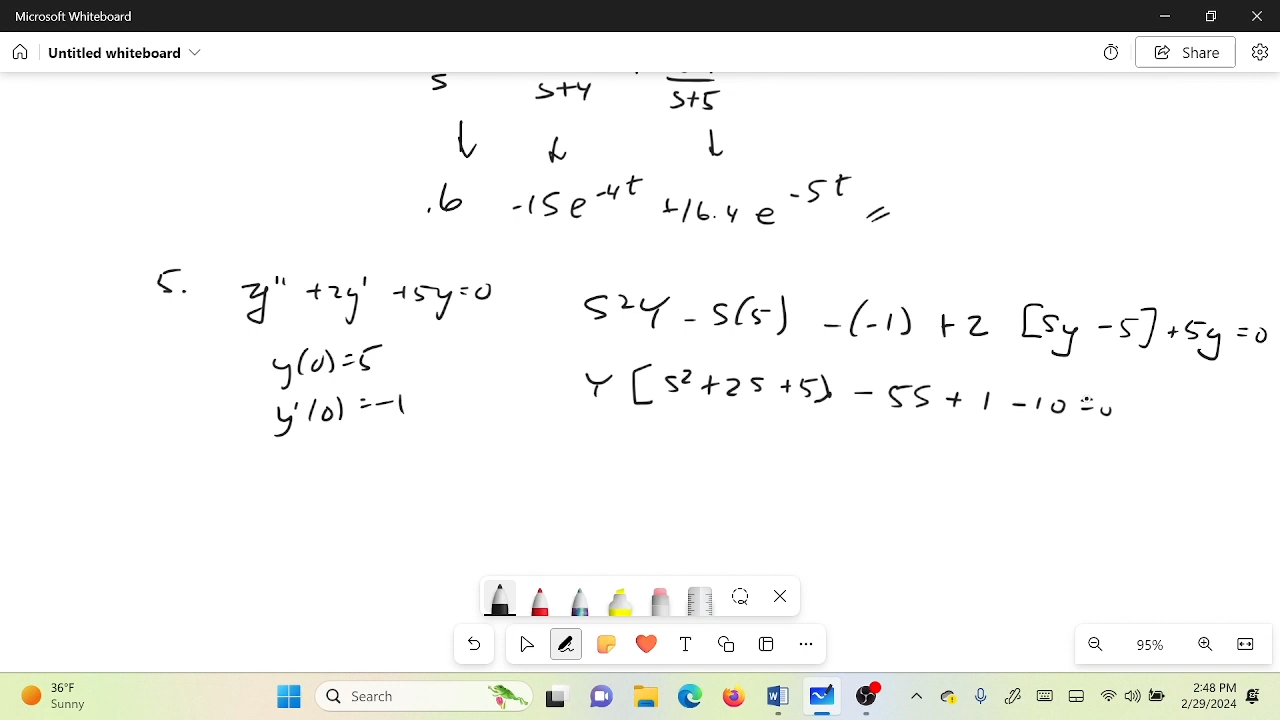 Microsoft Whiteboard
Untitled whiteboard
Share
s s+4 s+5
.6 -15e^-4t +16.4e^-5t
5. y'' + 2y' + 5y = 0
y(0) = 5
y'(0) = -1
S²Y - S(5) - (-1) + 2 [Sy - 5] + 5y = 0
Y [S² + 2S + 5] - 5S + 1 - 10 = 0
T
95%
36°F
Sunny
Search
2:48 PM
2/29/2024